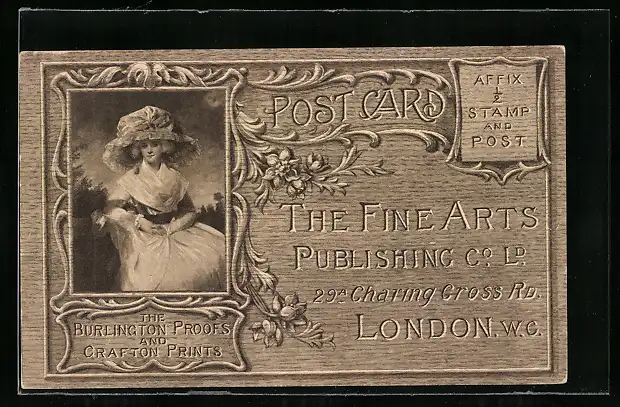 POST CARD
AFFIX
½
STAMP
AND
POST
THE FINE ARTS
PUBLISHING CO. LD.
29A Charing Cross RD.
LONDON. W.C.
THE
BURLINGTON PROOFS
AND
GRAFTON PRINTS